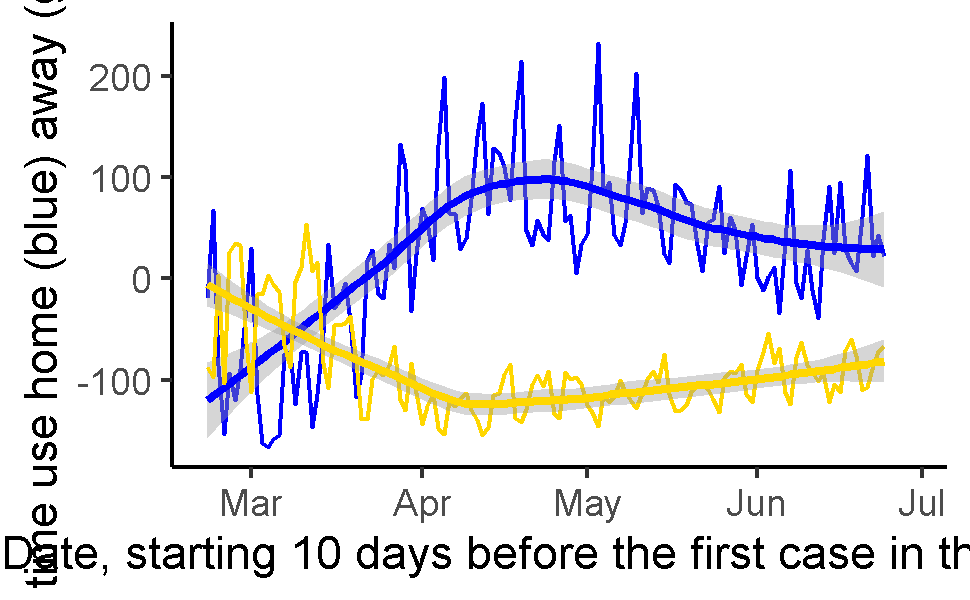 time use home (blue) away (
200
100
0
-100
Mar Apr May Jun Jul
Date, starting 10 days before the first case in th